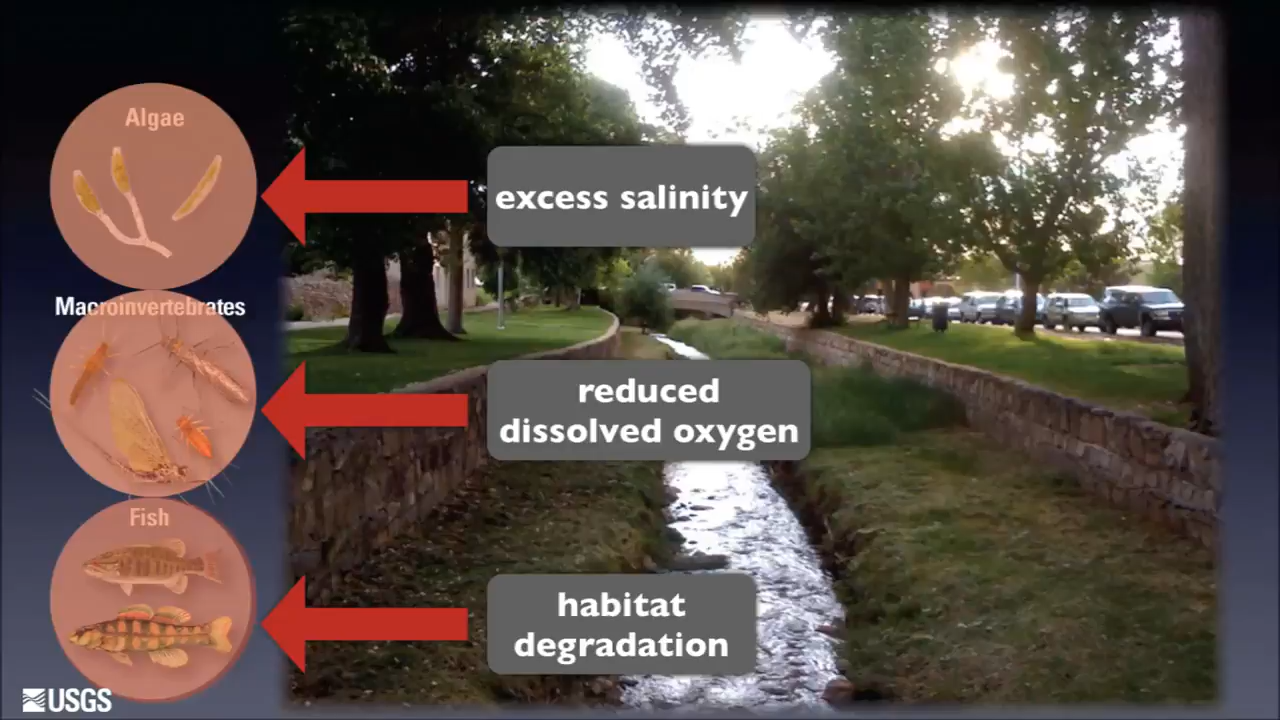 Algae
excess salinity
Macroinvertebrates
reduced
dissolved oxygen
Fish
habitat
degradation
USGS